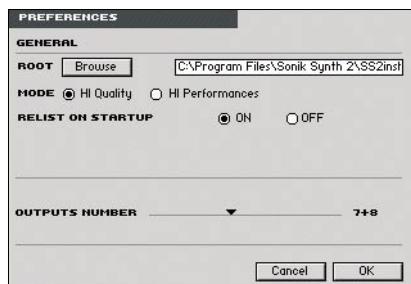 PREFERENCES
GENERAL
ROOT Browse C:\Program Files\Sonik Synth 2\SS2inst
MODE HI Quality HI Performances
RELIST ON STARTUP ON OFF
OUTPUTS NUMBER 7+8
Cancel OK